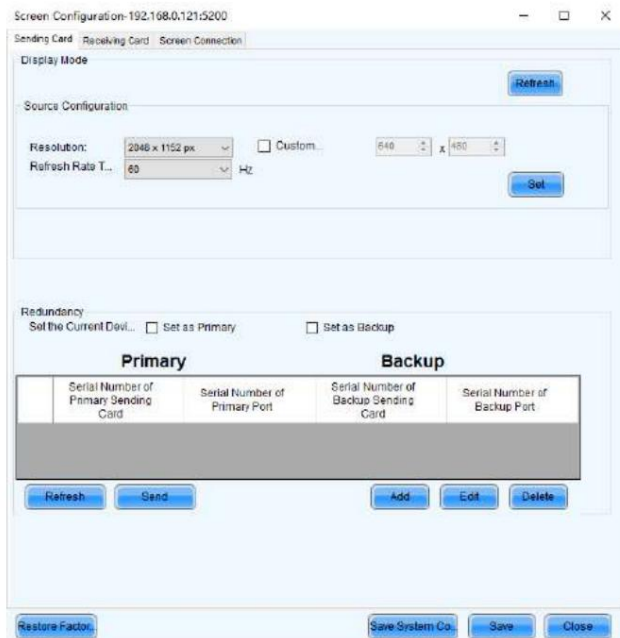 Screen Configuration-192.168.0.121:5200
Sending Card Receiving Card Screen Connection
Display Mode
Refresh
Source Configuration
Resolution: 2048 x 1152 px Custom... 640 x 480
Refresh Rate T... 60 Hz
Set
Redundancy
Set the Current Devi... Set as Primary Set as Backup
Primary Backup
Serial Number of Primary Sending Card
Serial Number of Primary Port
Serial Number of Backup Sending Card
Serial Number of Backup Port
Refresh Send Add Edit Delete
Restore Factor.. Save System Co.. Save Close